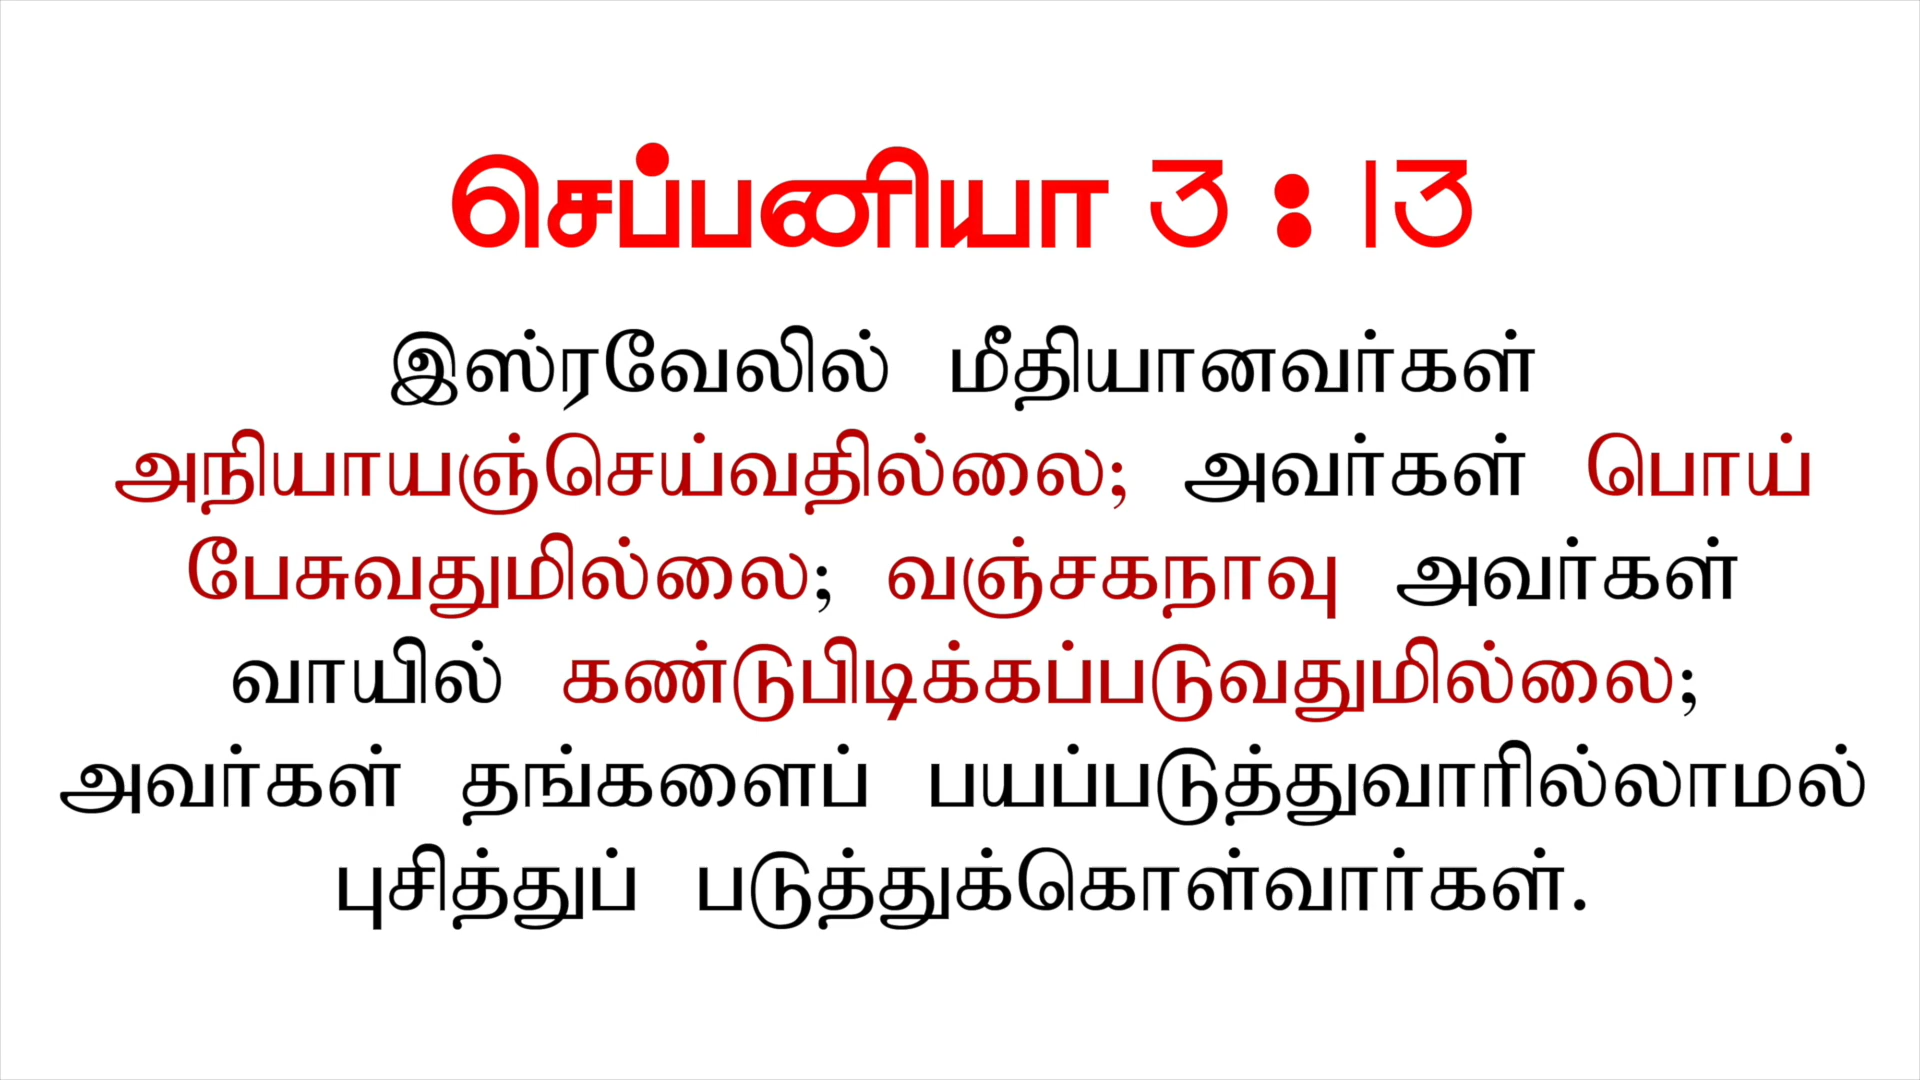 செப்பனியா 3 : 13
இஸ்ரவேலில் மீதியானவர்கள்
அநியாயஞ்செய்வதில்லை; அவர்கள் பொய்
பேசுவதுமில்லை; வஞ்சகநாவு அவர்கள்
வாயில் கண்டுபிடிக்கப்படுவதுமில்லை;
அவர்கள் தங்களைப் பயப்படுத்துவாரில்லாமல்
புசித்துப் படுத்துக்கொள்வார்கள்.